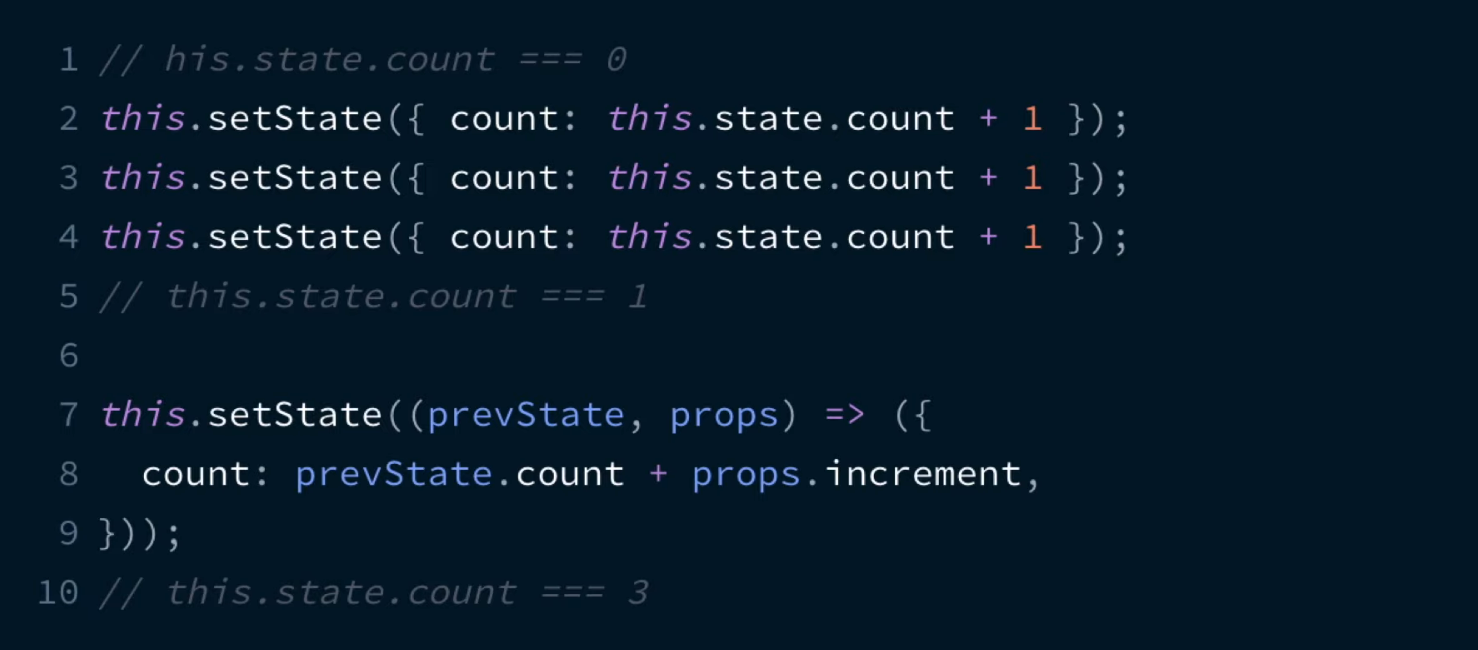 1 // his.state.count === 0
2 this.setState({ count: this.state.count + 1 });
3 this.setState({ count: this.state.count + 1 });
4 this.setState({ count: this.state.count + 1 });
5 // this.state.count === 1
6
7 this.setState((prevState, props) => ({
8   count: prevState.count + props.increment,
9 }));
10 // this.state.count === 3